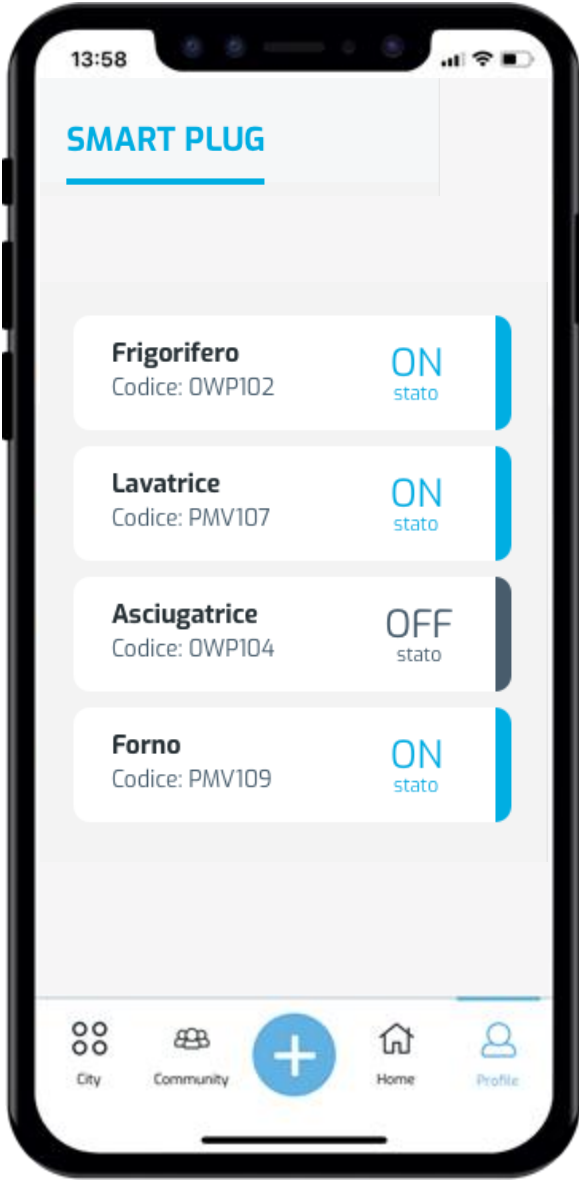 13:58
SMART PLUG
Frigorifero
Codice: OWP102
ON
stato
Lavatrice
Codice: PMV107
ON
stato
Asciugatrice
Codice: OWP104
OFF
stato
Forno
Codice: PMV109
ON
stato
City
Community
Home
Profile